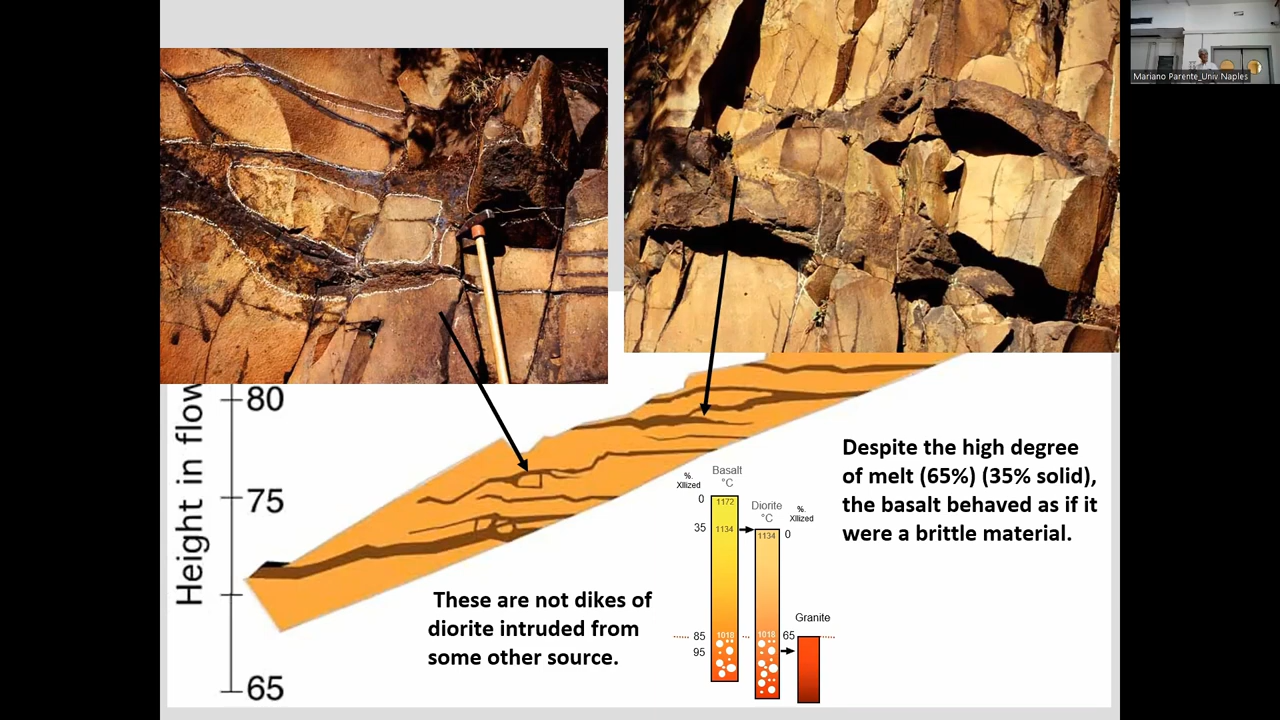 Mariano Parente_Univ Naples
Height in flow
80
75
65
Despite the high degree
of melt (65%) (35% solid),
the basalt behaved as if it
were a brittle material.
These are not dikes of
diorite intruded from
some other source.
%.
Xllized
Basalt
°C
0
1172
35
1134
Diorite
°C
%.
Xllized
1134
0
Granite
85
1018
1018
65
95